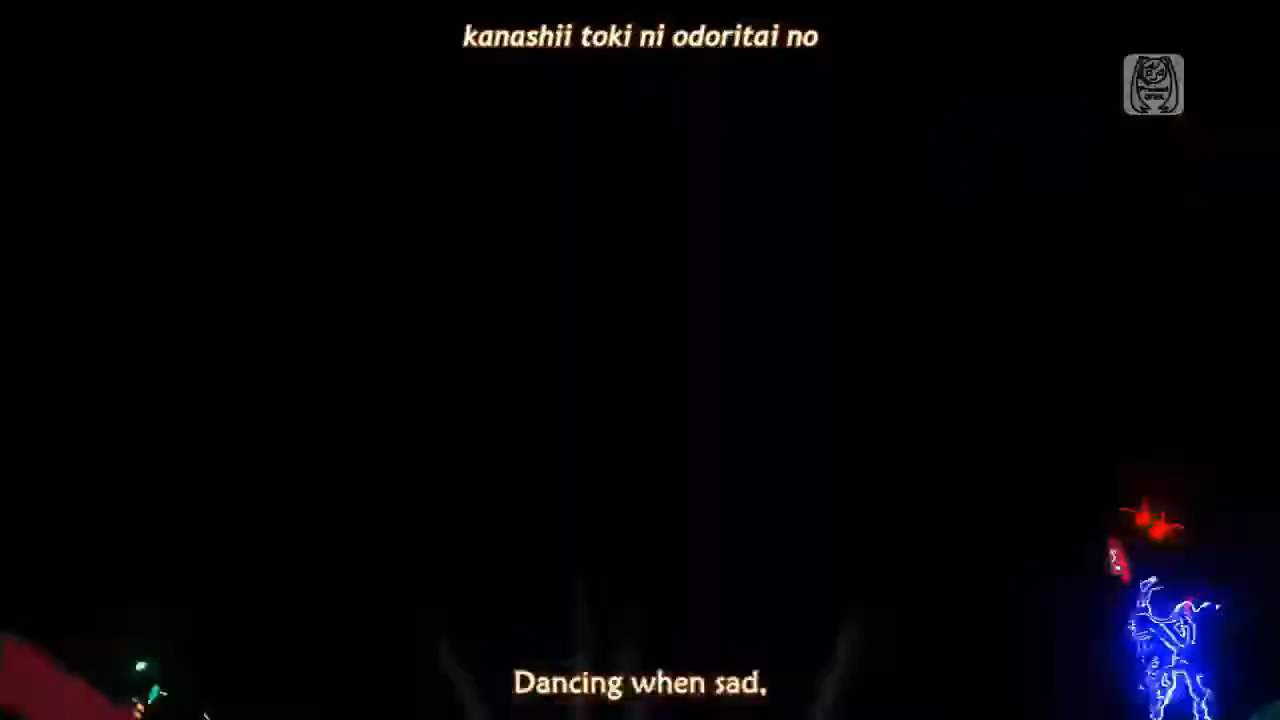 kanashii toki ni odoritai no
Dancing when sad,